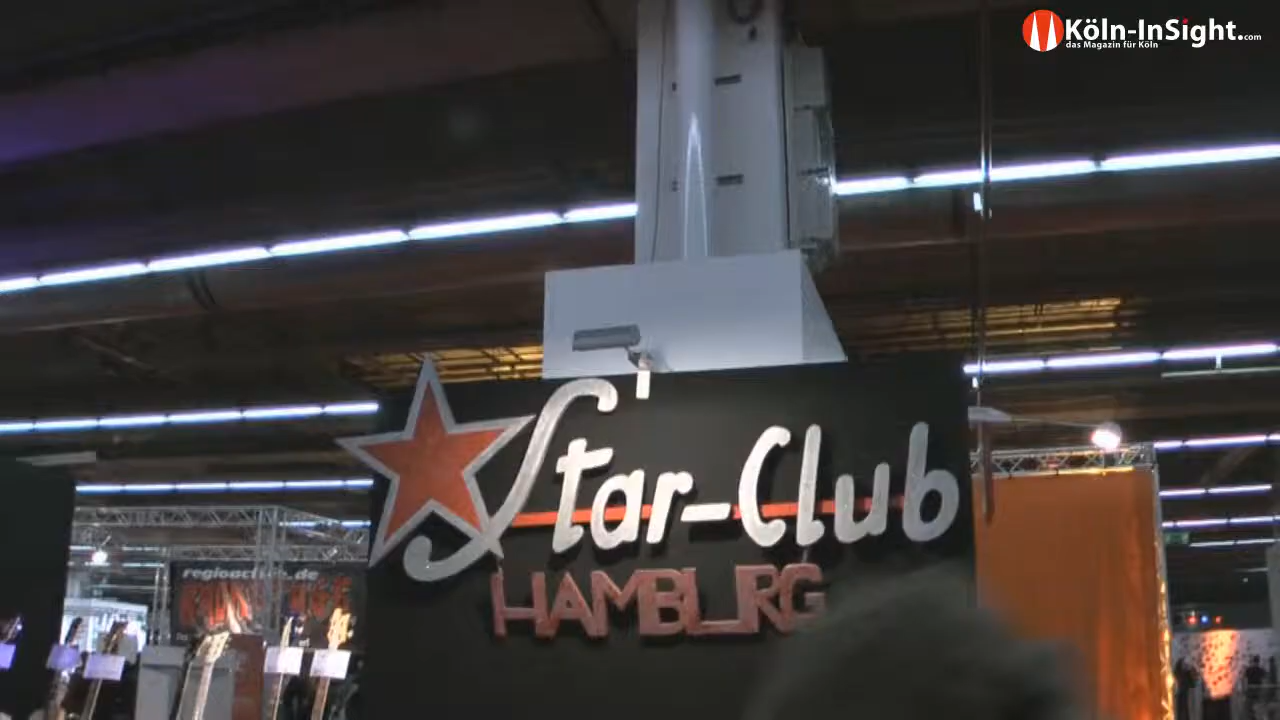 Köln-InSight.com
das Magazin für Köln
Star-Club
HAMBURG
regioactive.de